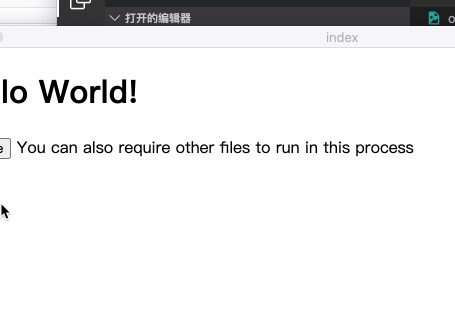 打开的编辑器
o
index
lo World!
e You can also require other files to run in this process